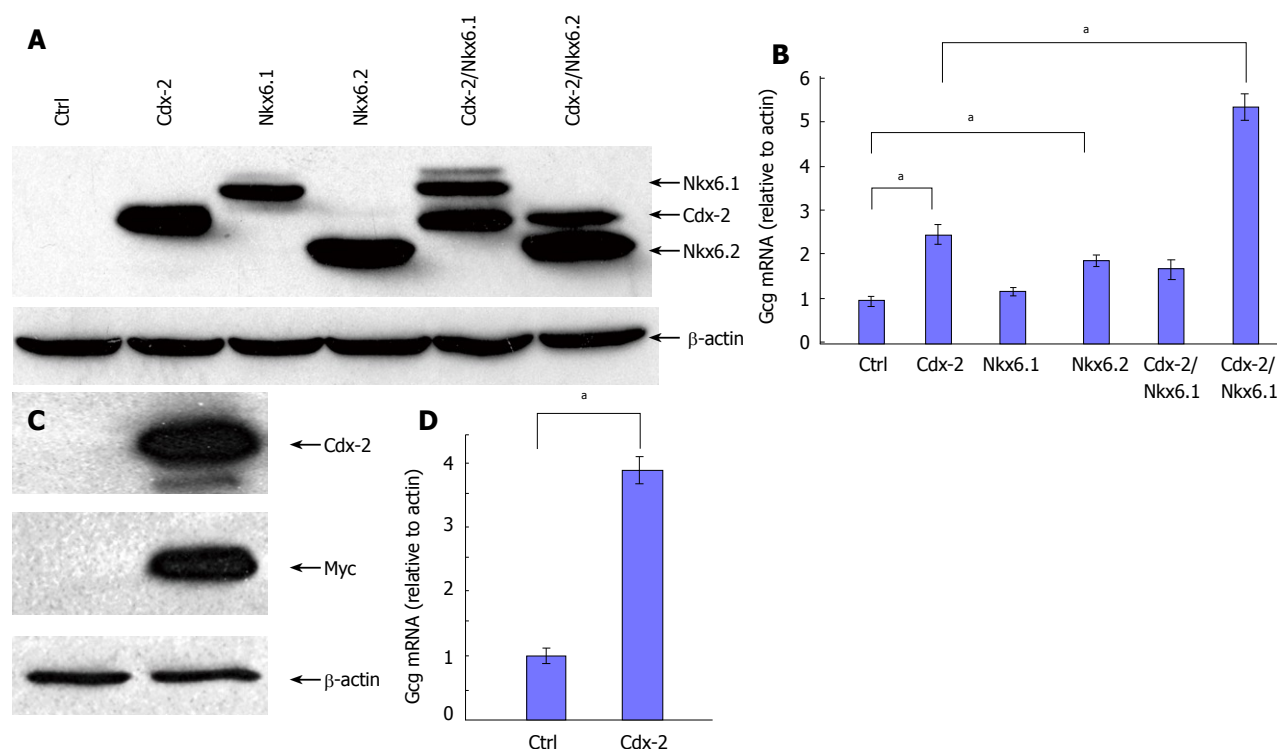 A
Ctrl
Cdx-2
Nkx6.1
Nkx6.2
Cdx-2/Nkx6.1
Cdx-2/Nkx6.2
Nkx6.1
Cdx-2
Nkx6.2
β-actin
B
Gcg mRNA (relative to actin)
6
5
4
3
2
1
0
a
a
a
Ctrl
Cdx-2
Nkx6.1
Nkx6.2
Cdx-2/
Nkx6.1
Cdx-2/
Nkx6.1
C
Cdx-2
Myc
β-actin
D
Gcg mRNA (relative to actin)
4
3
2
1
0
a
Ctrl
Cdx-2